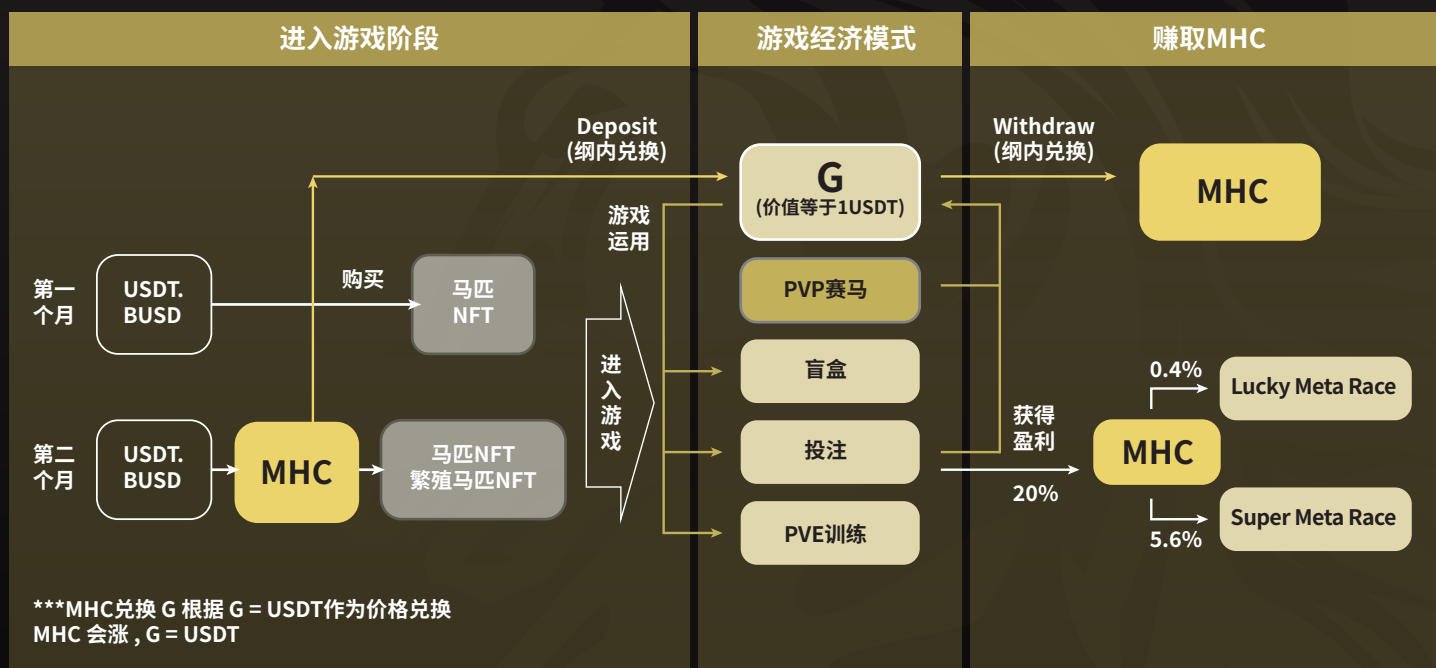 进入游戏阶段
游戏经济模式
赚取MHC
Deposit
(纲内兑换)
Withdraw
(纲内兑换)
G
(价值等于1USDT)
MHC
游戏
运用
第一
个月
USDT.
BUSD
购买
马匹
NFT
PVP赛马
进
入
游
戏
盲盒
0.4%
Lucky Meta Race
获得
盈利
第二
个月
USDT.
BUSD
MHC
马匹NFT
繁殖马匹NFT
投注
MHC
20%
PVE训练
Super Meta Race
5.6%
***MHC兑换 G 根据 G = USDT作为价格兑换
MHC 会涨 , G = USDT